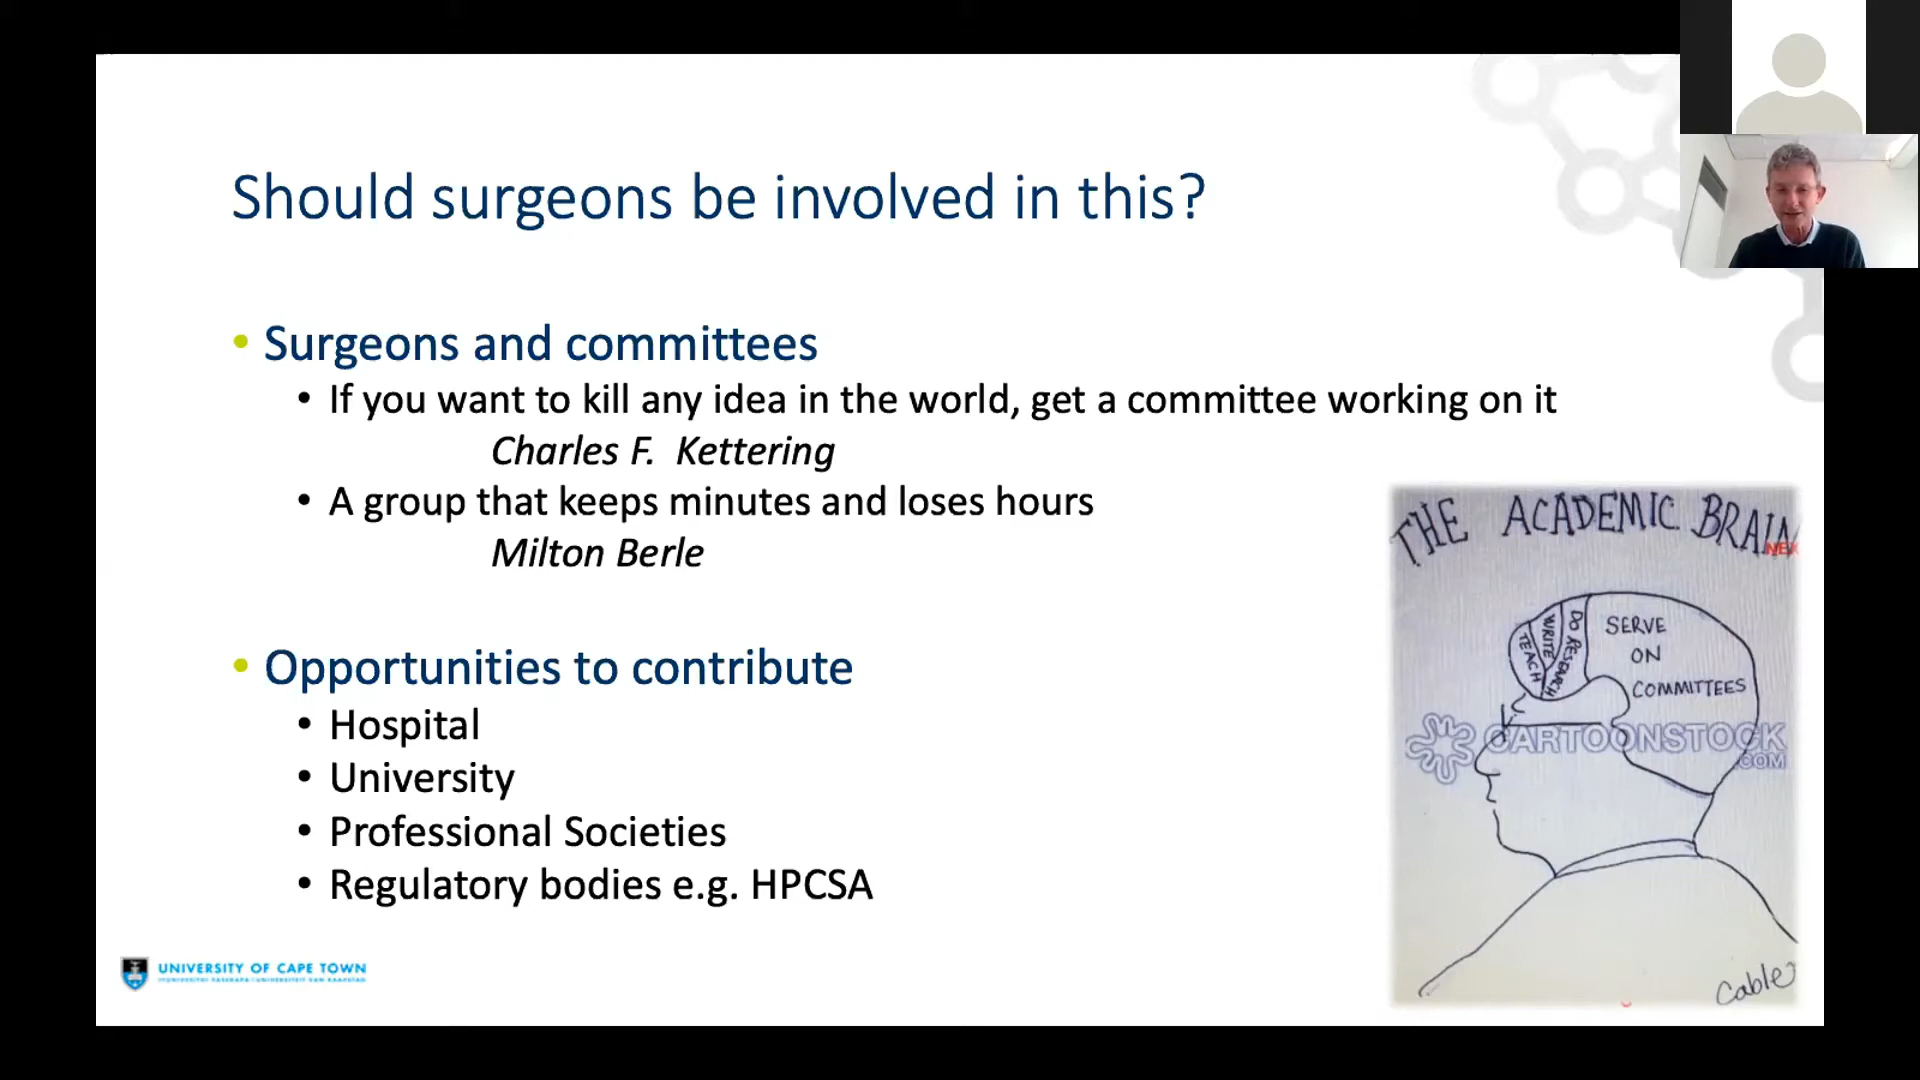 Should surgeons be involved in this?
• Surgeons and committees
• If you want to kill any idea in the world, get a committee working on it
Charles F. Kettering
• A group that keeps minutes and loses hours
Milton Berle
• Opportunities to contribute
• Hospital
• University
• Professional Societies
• Regulatory bodies e.g. HPCSA
THE ACADEMIC BRAIN
TEACH
WRITE
DO RESEARCH
SERVE
ON
COMMITTEES
CARTOONSTOCK
.COM
Cable
UNIVERSITY OF CAPE TOWN